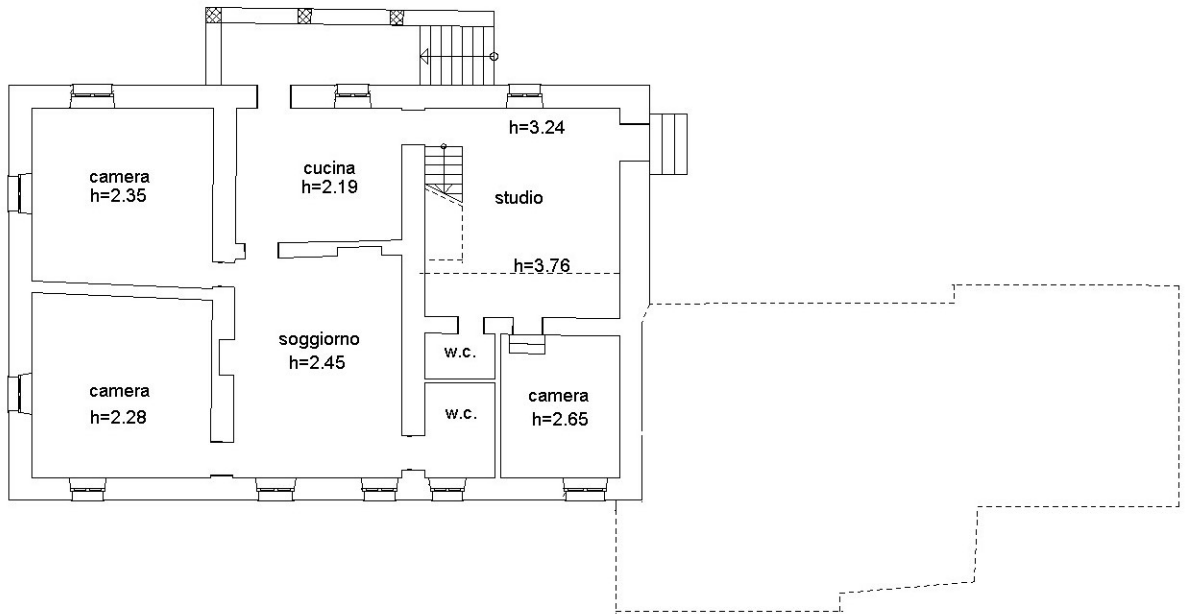 h=3.24
camera
h=2.35
cucina
h=2.19
studio
h=3.76
soggiorno
h=2.45
w.c.
camera
h=2.28
w.c.
camera
h=2.65